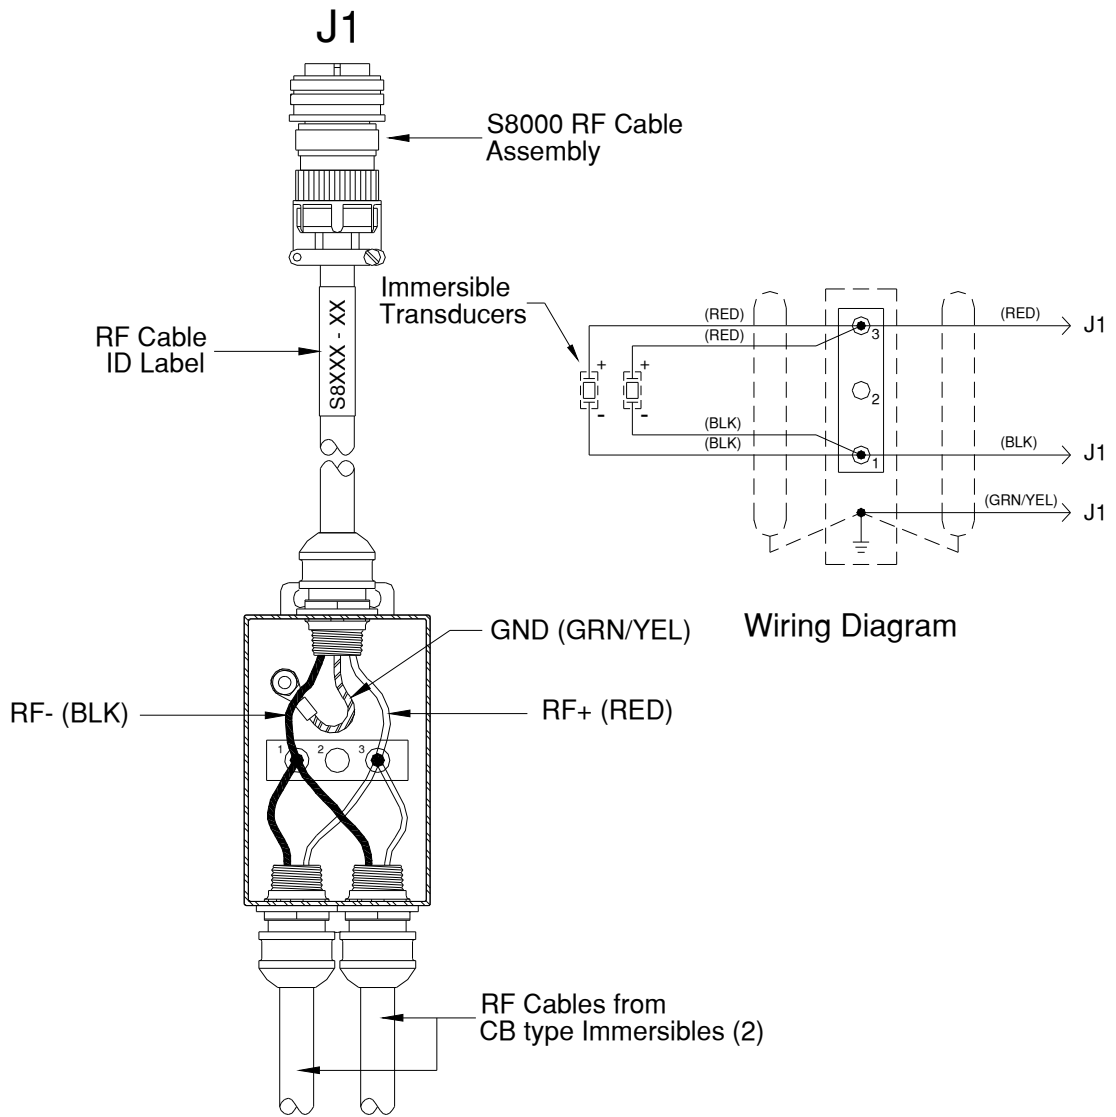 J1
S8000 RF Cable
Assembly
RF Cable
ID Label
S8XXX - XX
Immersible
Transducers
(RED)
(RED)
(RED)
J1
3
+
+
2
-
-
(BLK)
(BLK)
(BLK)
J1
1
(GRN/YEL)
J1
Wiring Diagram
GND (GRN/YEL)
RF- (BLK)
RF+ (RED)
1
2
3
RF Cables from
CB type Immersibles (2)